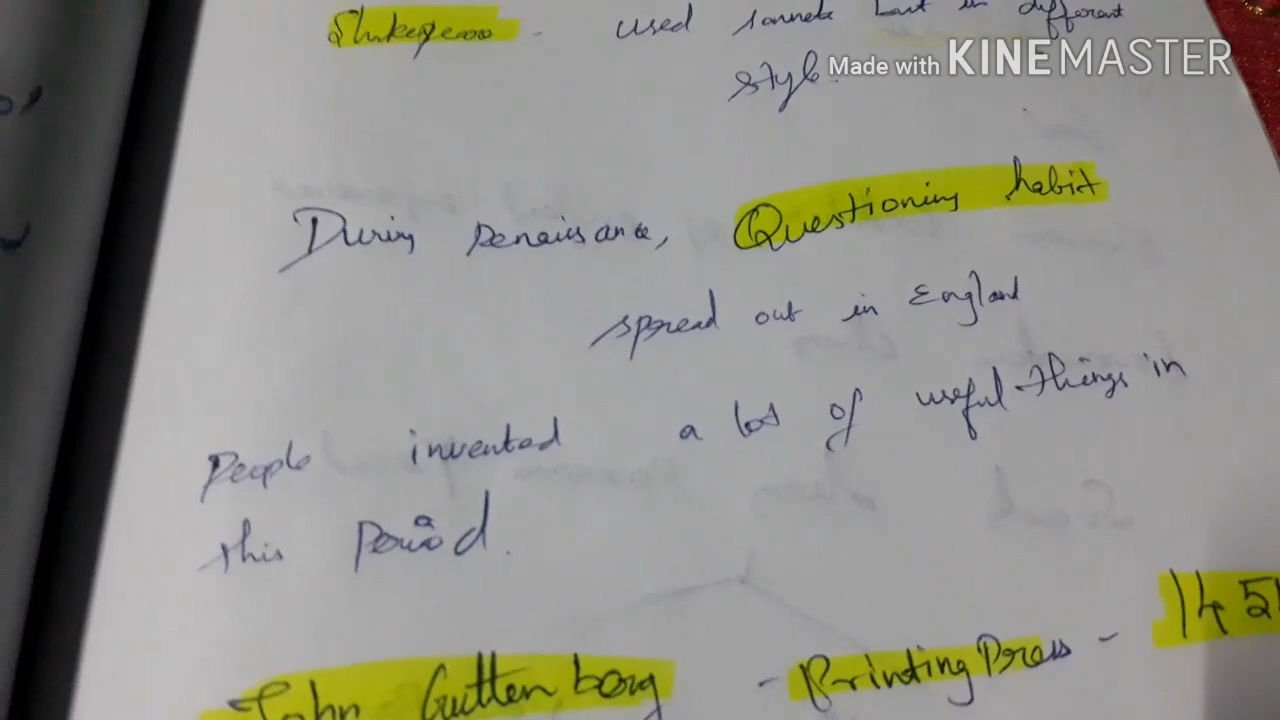 Shakespeare - used sonnets but in different
style.
Made with KINEMASTER
During renaissance, Questioning habit
spread out in England
People invented a lot of useful things in
this Period.
John Guttenberg - Printing Press - 145